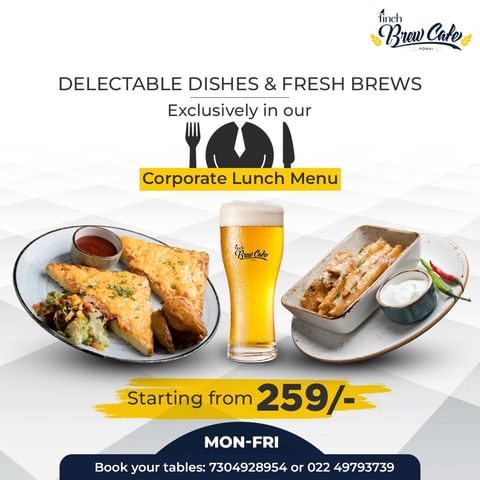 finch
Brew Cafe
POWAI
DELECTABLE DISHES & FRESH BREWS
Exclusively in our
Corporate Lunch Menu
finch
Brew Cafe
Starting from 259/-
MON-FRI
Book your tables: 7304928954 or 022 49793739